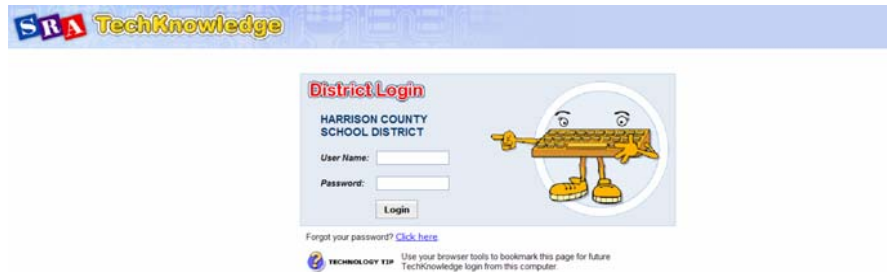 SRA TechKnowledge
District Login
HARRISON COUNTY
SCHOOL DISTRICT
User Name:
Password:
Login
Forgot your password? Click here
TECHNOLOGY TIP Use your browser tools to bookmark this page for future
TechKnowledge login from this computer.